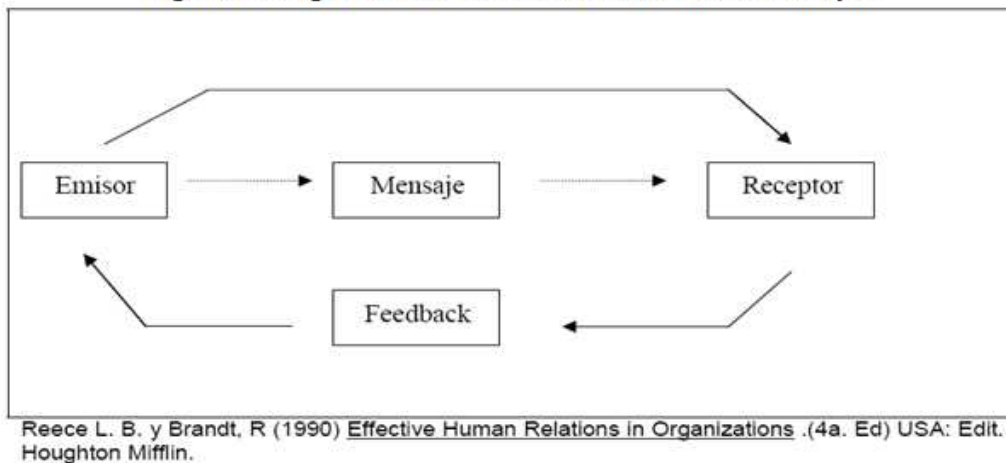 Emisor
Mensaje
Receptor
Feedback
Reece L. B. y Brandt, R (1990) Effective Human Relations in Organizations .(4a. Ed) USA: Edit.
Houghton Mifflin.